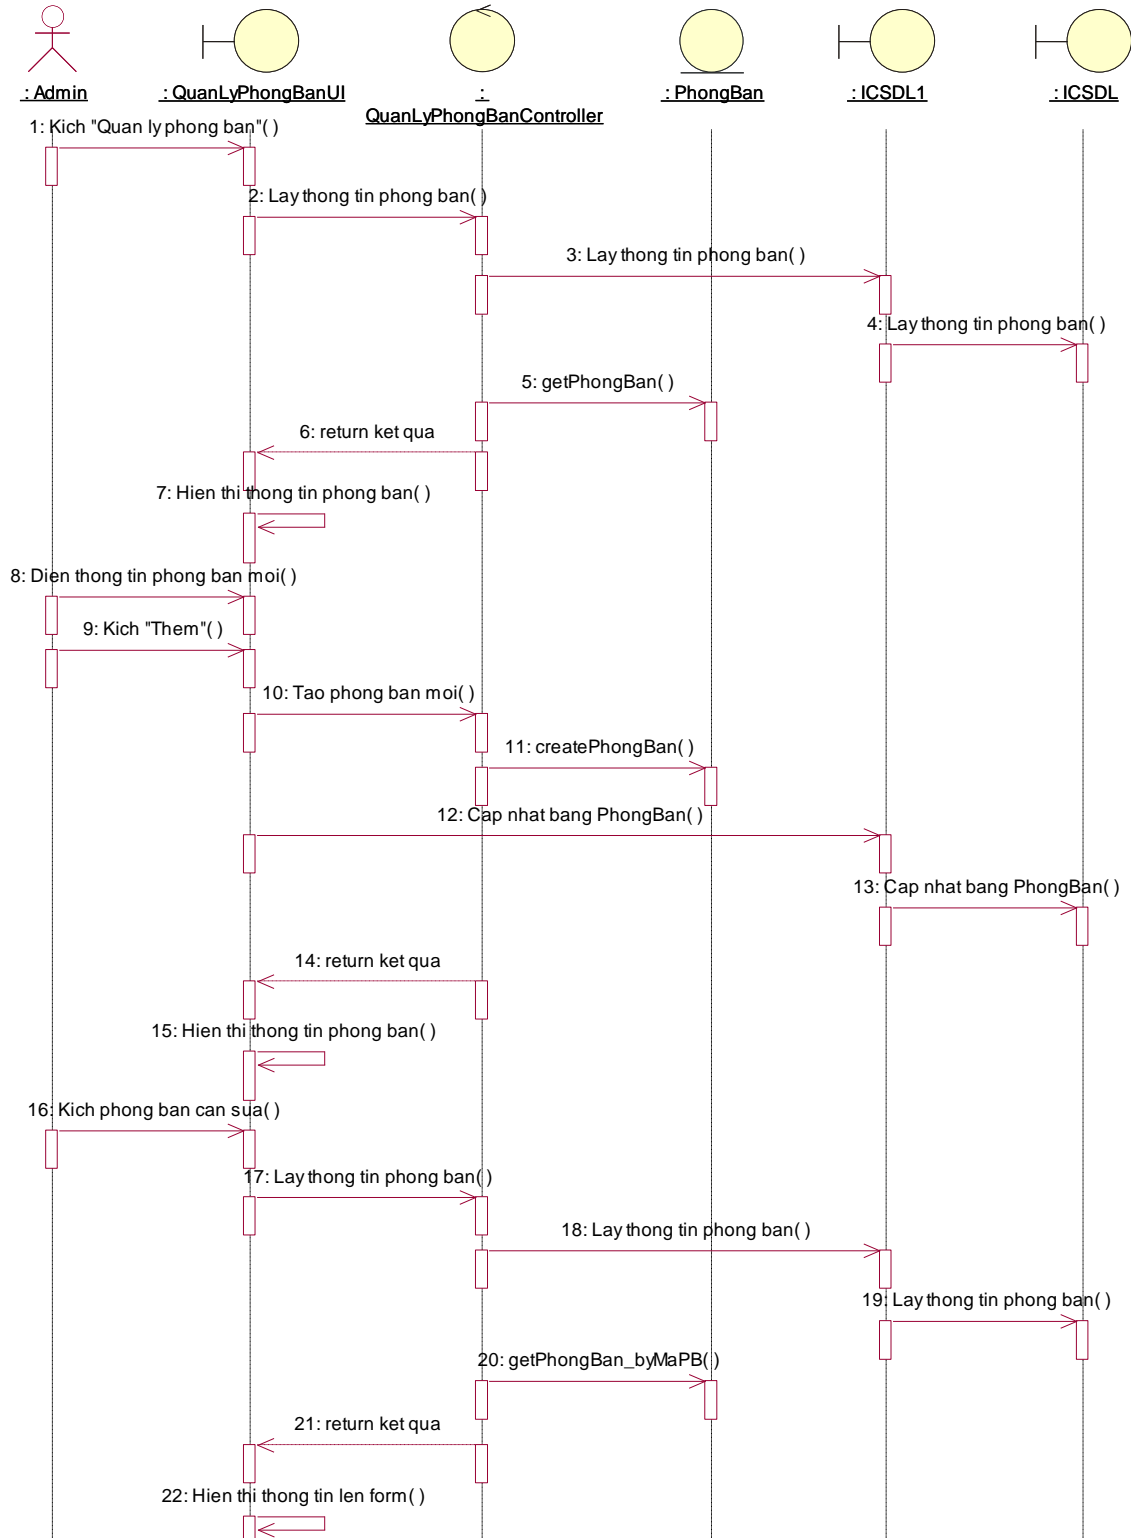 : Admin
: QuanLyPhongBanUI
:
QuanLyPhongBanController
: PhongBan
: ICSDL1
: ICSDL
1: Kich "Quan ly phong ban"( )
2: Lay thong tin phong ban( )
3: Lay thong tin phong ban( )
4: Lay thong tin phong ban( )
5: getPhongBan( )
6: return ket qua
7: Hien thi thong tin phong ban( )
8: Dien thong tin phong ban moi( )
9: Kich "Them"( )
10: Tao phong ban moi( )
11: createPhongBan( )
12: Cap nhat bang PhongBan( )
13: Cap nhat bang PhongBan( )
14: return ket qua
15: Hien thi thong tin phong ban( )
16: Kich phong ban can sua( )
17: Lay thong tin phong ban( )
18: Lay thong tin phong ban( )
19: Lay thong tin phong ban( )
20: getPhongBan_byMaPB( )
21: return ket qua
22: Hien thi thong tin len form( )